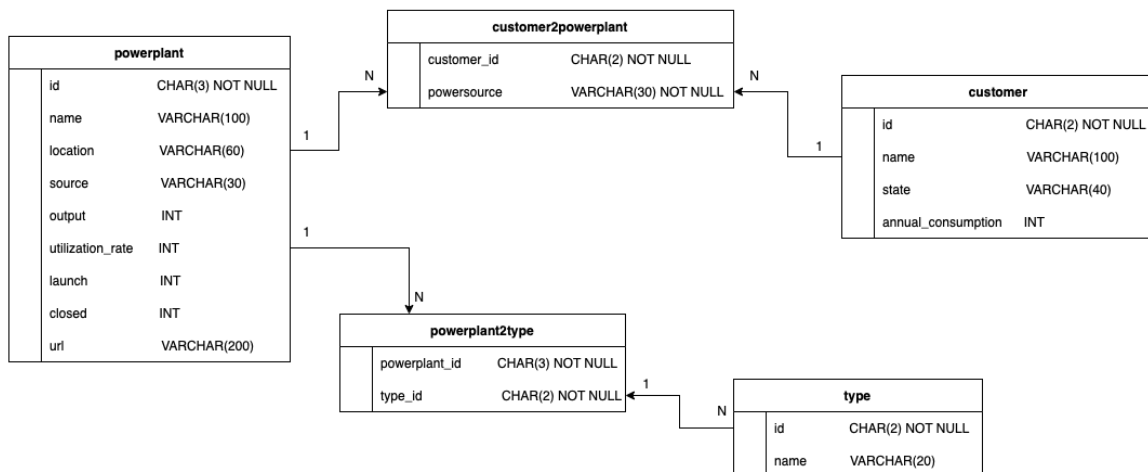 customer2powerplant
customer_id CHAR(2) NOT NULL
powersource VARCHAR(30) NOT NULL
powerplant
id CHAR(3) NOT NULL
name VARCHAR(100)
location VARCHAR(60)
source VARCHAR(30)
output INT
utilization_rate INT
launch INT
closed INT
url VARCHAR(200)
N
1
N
1
customer
id CHAR(2) NOT NULL
name VARCHAR(100)
state VARCHAR(40)
annual_consumption INT
1
N
powerplant2type
powerplant_id CHAR(3) NOT NULL
type_id CHAR(2) NOT NULL
1
N
type
id CHAR(2) NOT NULL
name VARCHAR(20)